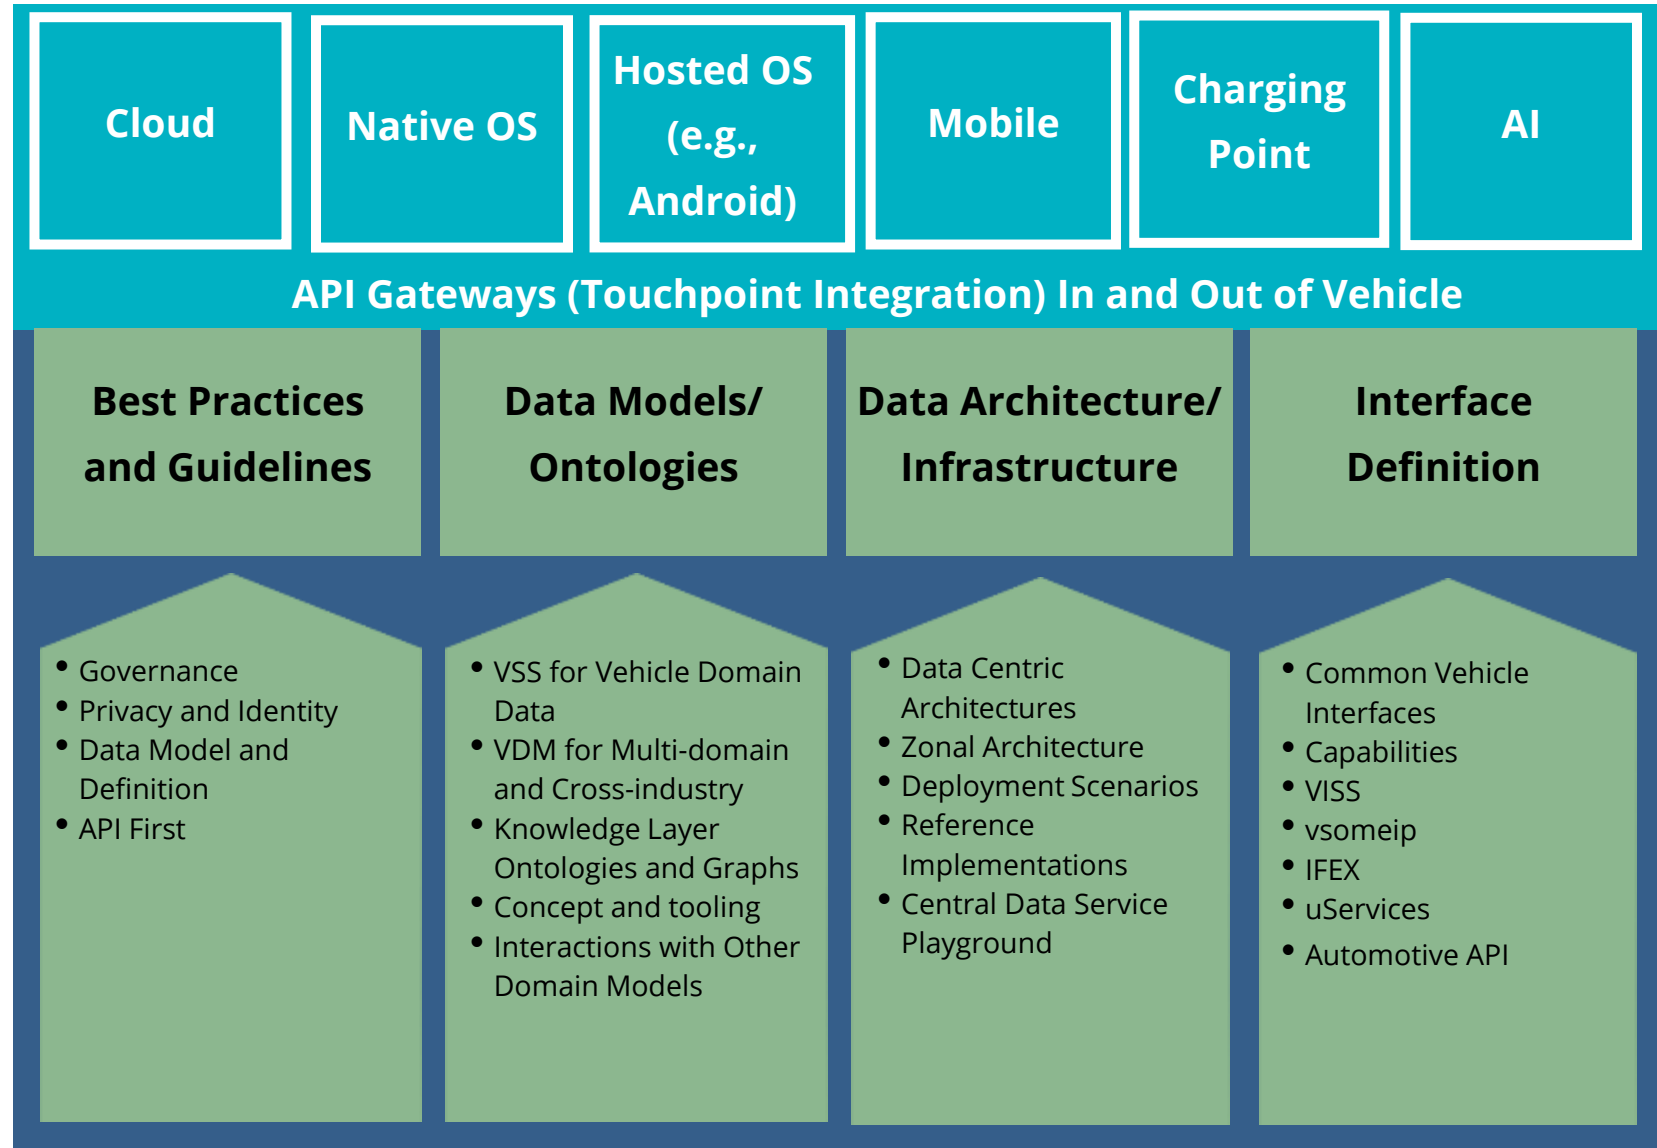 Cloud
Native OS
Hosted OS
(e.g.,
Android)
Mobile
Charging
Point
AI
API Gateways (Touchpoint Integration) In and Out of Vehicle
Best Practices
and Guidelines
Data Models/
Ontologies
Data Architecture/
Infrastructure
Interface
Definition
• Governance
• Privacy and Identity
• Data Model and
Definition
• API First
• VSS for Vehicle Domain
Data
• VDM for Multi-domain
and Cross-industry
• Knowledge Layer
Ontologies and Graphs
• Concept and tooling
• Interactions with Other
Domain Models
• Data Centric
Architectures
• Zonal Architecture
• Deployment Scenarios
• Reference
Implementations
• Central Data Service
Playground
• Common Vehicle
Interfaces
• Capabilities
• VISS
• vsomeip
• IFEX
• uServices
• Automotive API